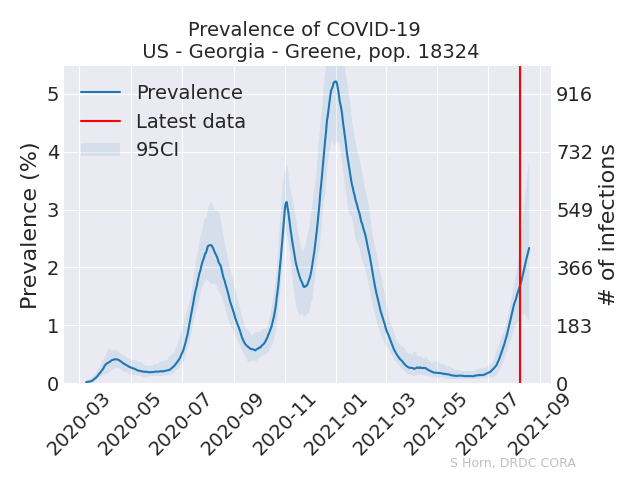 Prevalence of COVID-19
US - Georgia - Greene, pop. 18324
Prevalence
Latest data
95CI
Prevalence (%)
5
4
3
2
1
0
916
732
549
366
183
0
# of infections
2020-03
2020-05
2020-07
2020-09
2020-11
2021-01
2021-03
2021-05
2021-07
2021-09
S Horn, DRDC CORA